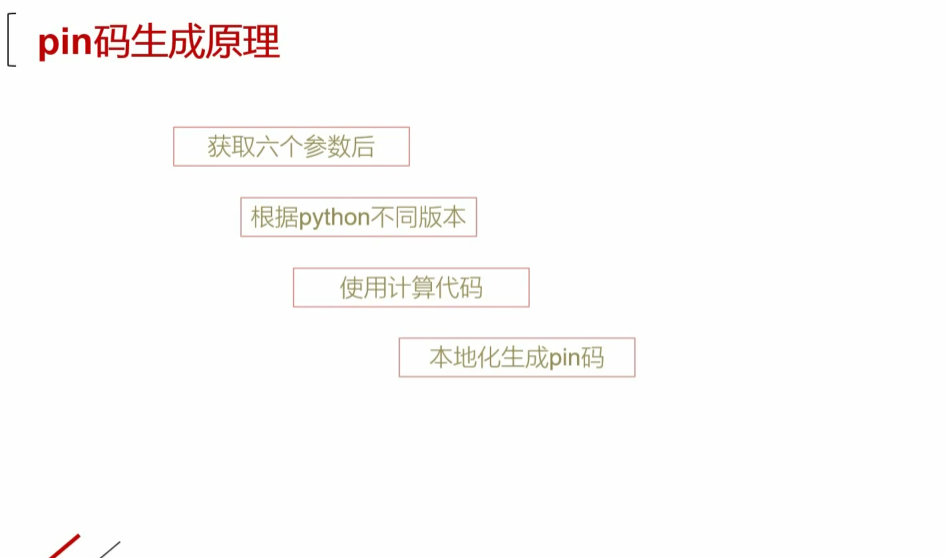 pin码生成原理
获取六个参数后
根据python不同版本
使用计算代码
本地化生成pin码